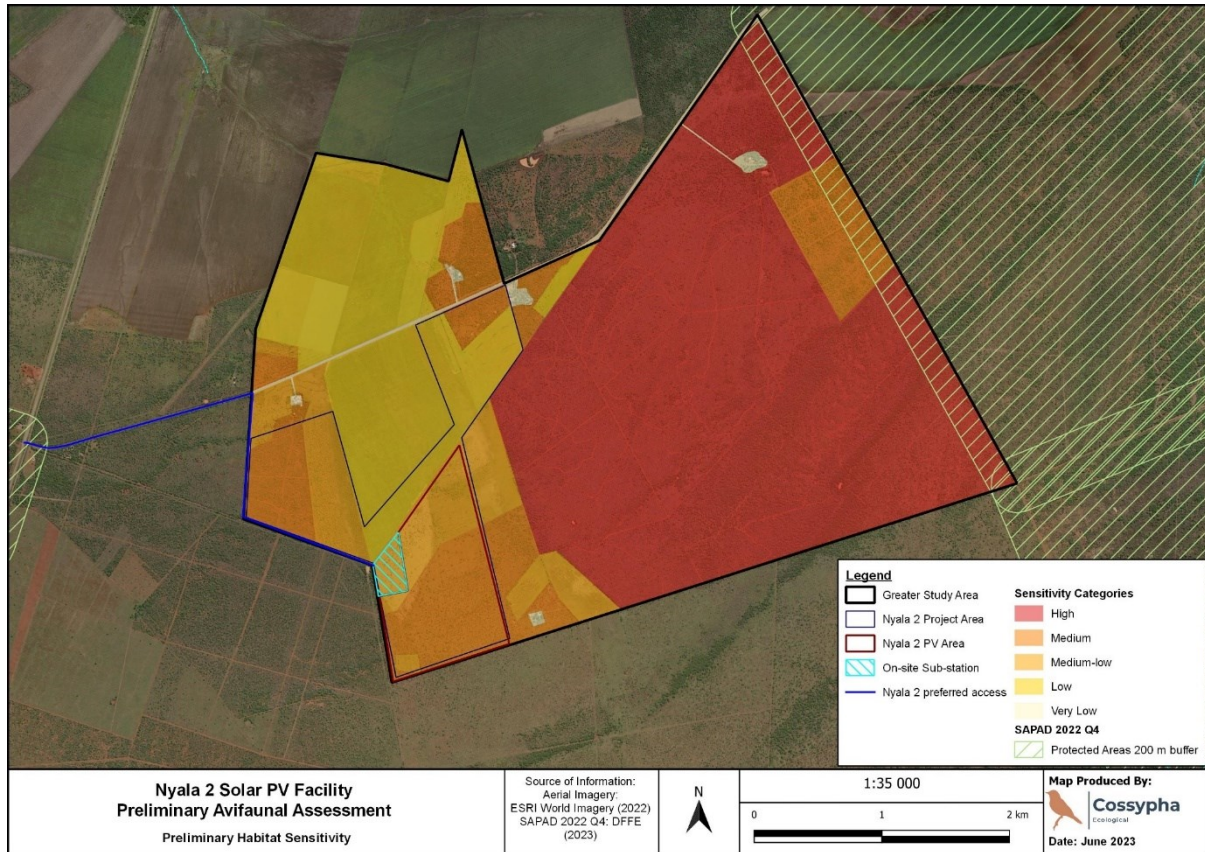 Legend
Greater Study Area
Nyala 2 Project Area
Nyala 2 PV Area
On-site Sub-station
Nyala 2 preferred access
Sensitivity Categories
High
Medium
Medium-low
Low
Very Low
SAPAD 2022 Q4
Protected Areas 200 m buffer
Nyala 2 Solar PV Facility
Preliminary Avifaunal Assessment
Preliminary Habitat Sensitivity
Source of Information:
Aerial Imagery:
ESRI World Imagery (2022)
SAPAD 2022 Q4: DFFE
(2023)
N
1:35 000
0 1 2 km
Map Produced By:
Cossypha
Ecological
Date: June 2023